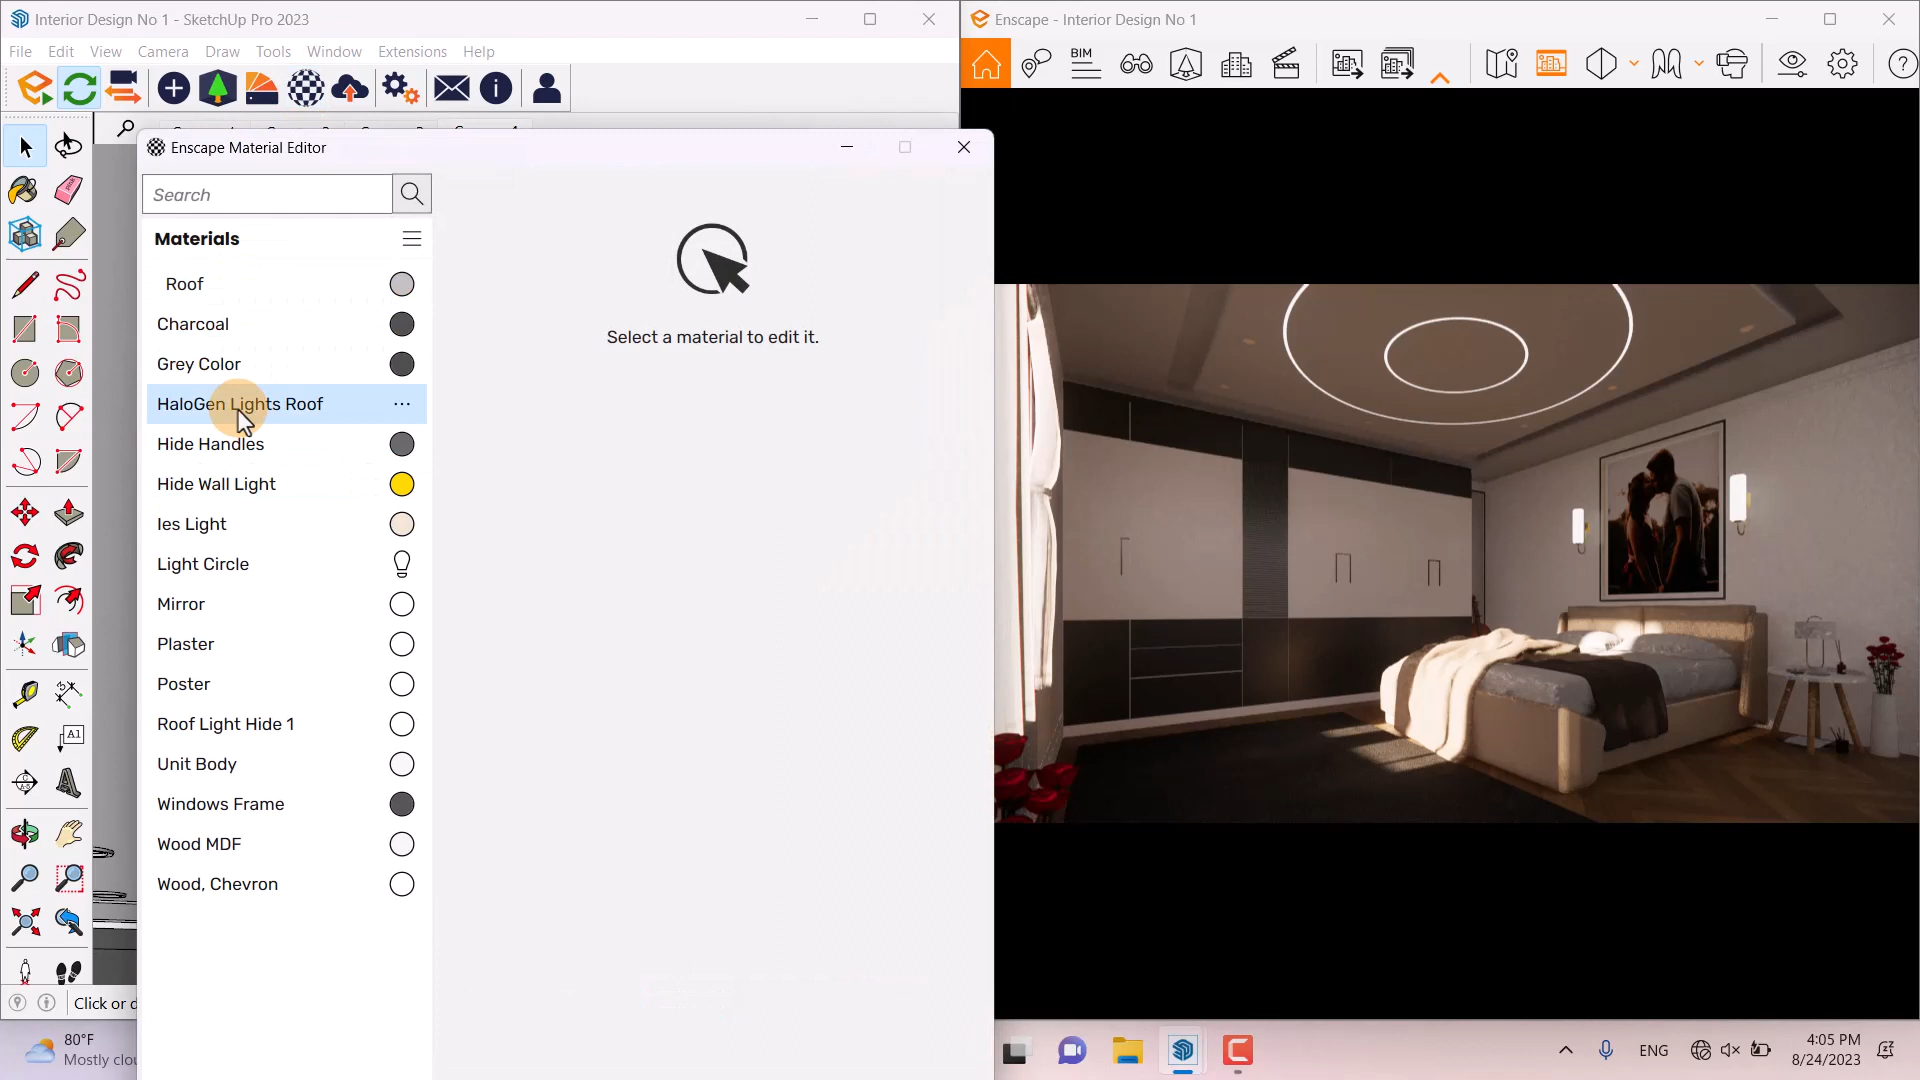 Interior Design No 1 - SketchUp Pro 2023
Enscape - Interior Design No 1
File Edit View Camera Draw Tools Window Extensions Help
BIM
Enscape Material Editor
Search
Materials
Roof
Charcoal
Grey Color
HaloGen Lights Roof
Hide Handles
Hide Wall Light
Ies Light
Light Circle
Mirror
Plaster
Poster
Roof Light Hide 1
Unit Body
Windows Frame
Wood MDF
Wood, Chevron
Select a material to edit it.
A1
Click or
80°F
Mostly
ENG
4:05 PM
8/24/2023